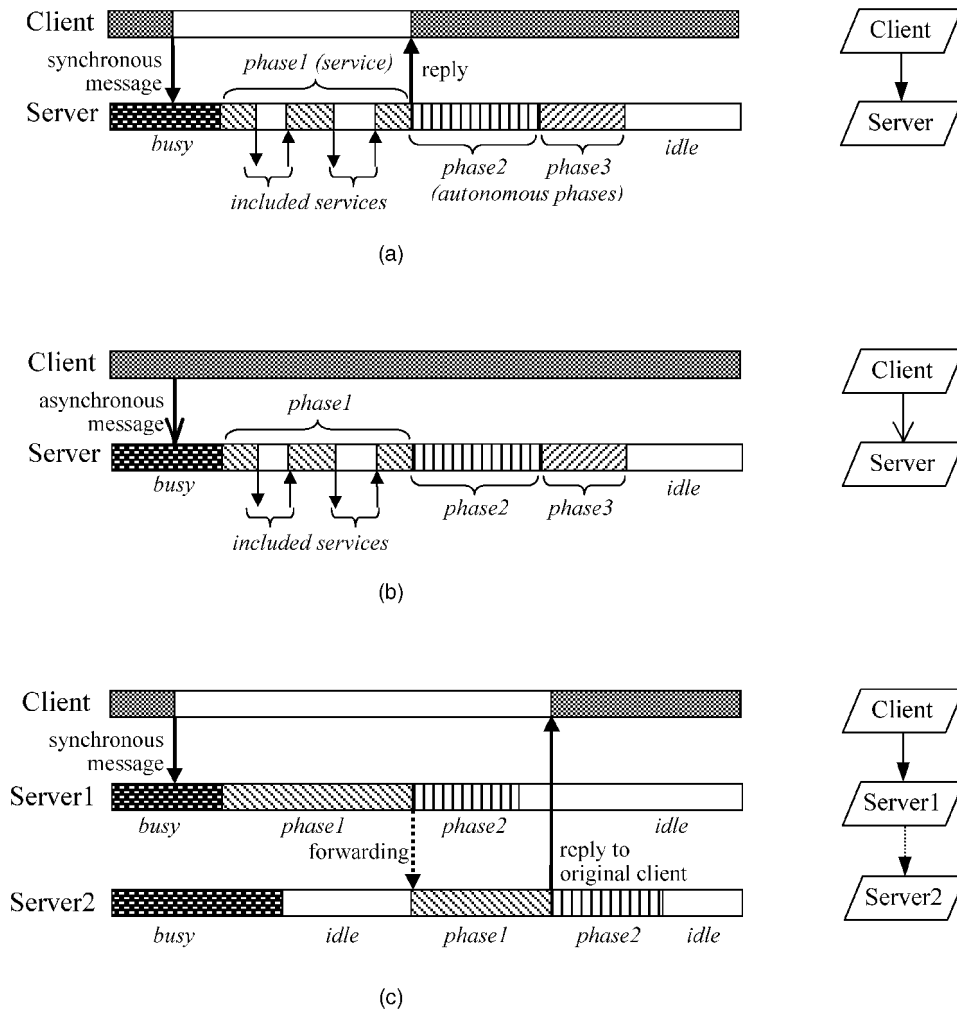 Client
Client
synchronous
message
phase1 (service)
reply
Server
Server
busy
included services
phase2
phase3
idle
(autonomous phases)
(a)
Client
Client
asynchronous
message
phase1
Server
Server
busy
included services
phase2
phase3
idle
(b)
Client
Client
synchronous
message
Server1
Server1
busy
phase1
phase2
idle
forwarding
reply to
original client
Server2
Server2
busy
idle
phase1
phase2
idle
(c)